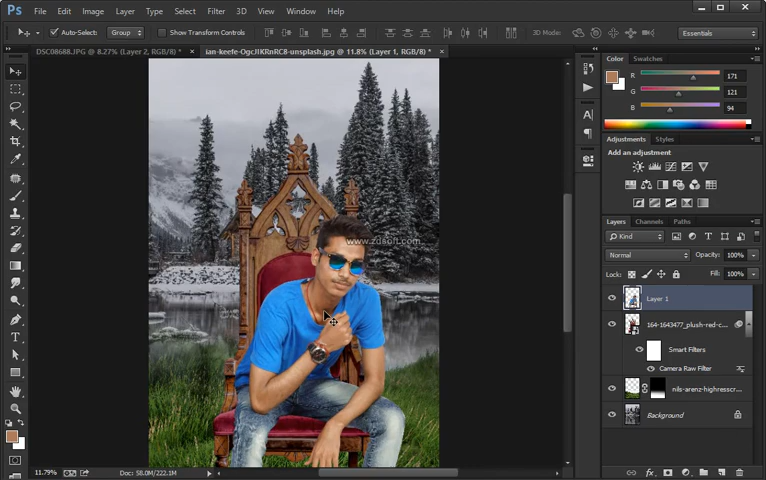 Ps File Edit Image Layer Type Select Filter 3D View Window Help
Auto-Select: Group Show Transform Controls 3D Mode: Essentials
DSC08688.JPG @ 8.27% (Layer 2, RGB/8) * × ian-keefe-OgcJIKRnRC8-unsplash.jpg @ 11.8% (Layer 1, RGB/8) * ×
Color Swatches
R 171
G 121
B 94
Adjustments Styles
Add an adjustment
Layers Channels Paths
Kind
Normal Opacity: 100%
Lock: Fill: 100%
Layer 1
164-1643477_plush-red-c...
Smart Filters
Camera Raw Filter
nils-arenz-highresscr...
Background
www.zdsoft.com
11.79% Doc: 58.0M/222.1M